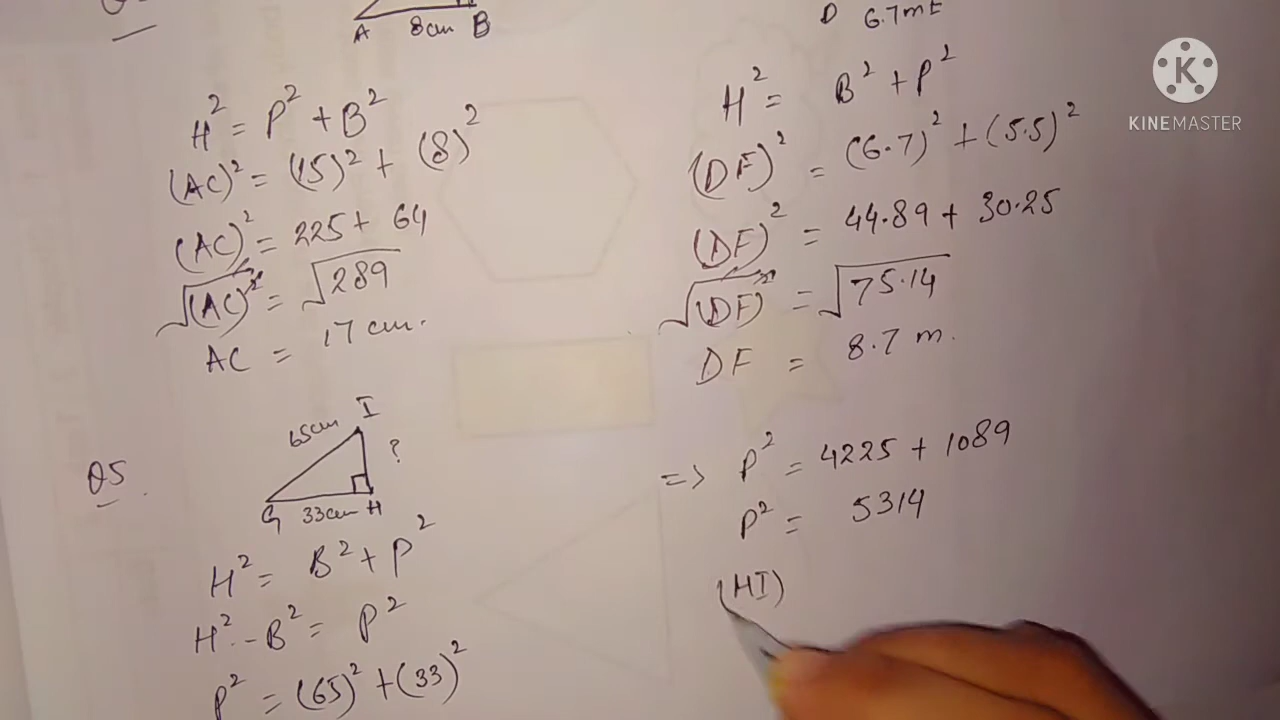 A 8cm B
H² = P² + B²
(AC)² = (15)² + (8)²
(AC)² = 225 + 64
√(AC)² = √289
AC = 17 cm.
D 6.7mE
H² = B² + P²
(DF)² = (6.7)² + (5.5)²
(DF)² = 44.89 + 30.25
√(DF)² = √75.14
DF = 8.7 m.
Q5.
65cm I
?
G 33cm H
H² = B² + P²
H² - B² = P²
P² = (65)² + (33)²
=> P² = 4225 + 1089
P² = 5314
(HI)
KINEMASTER